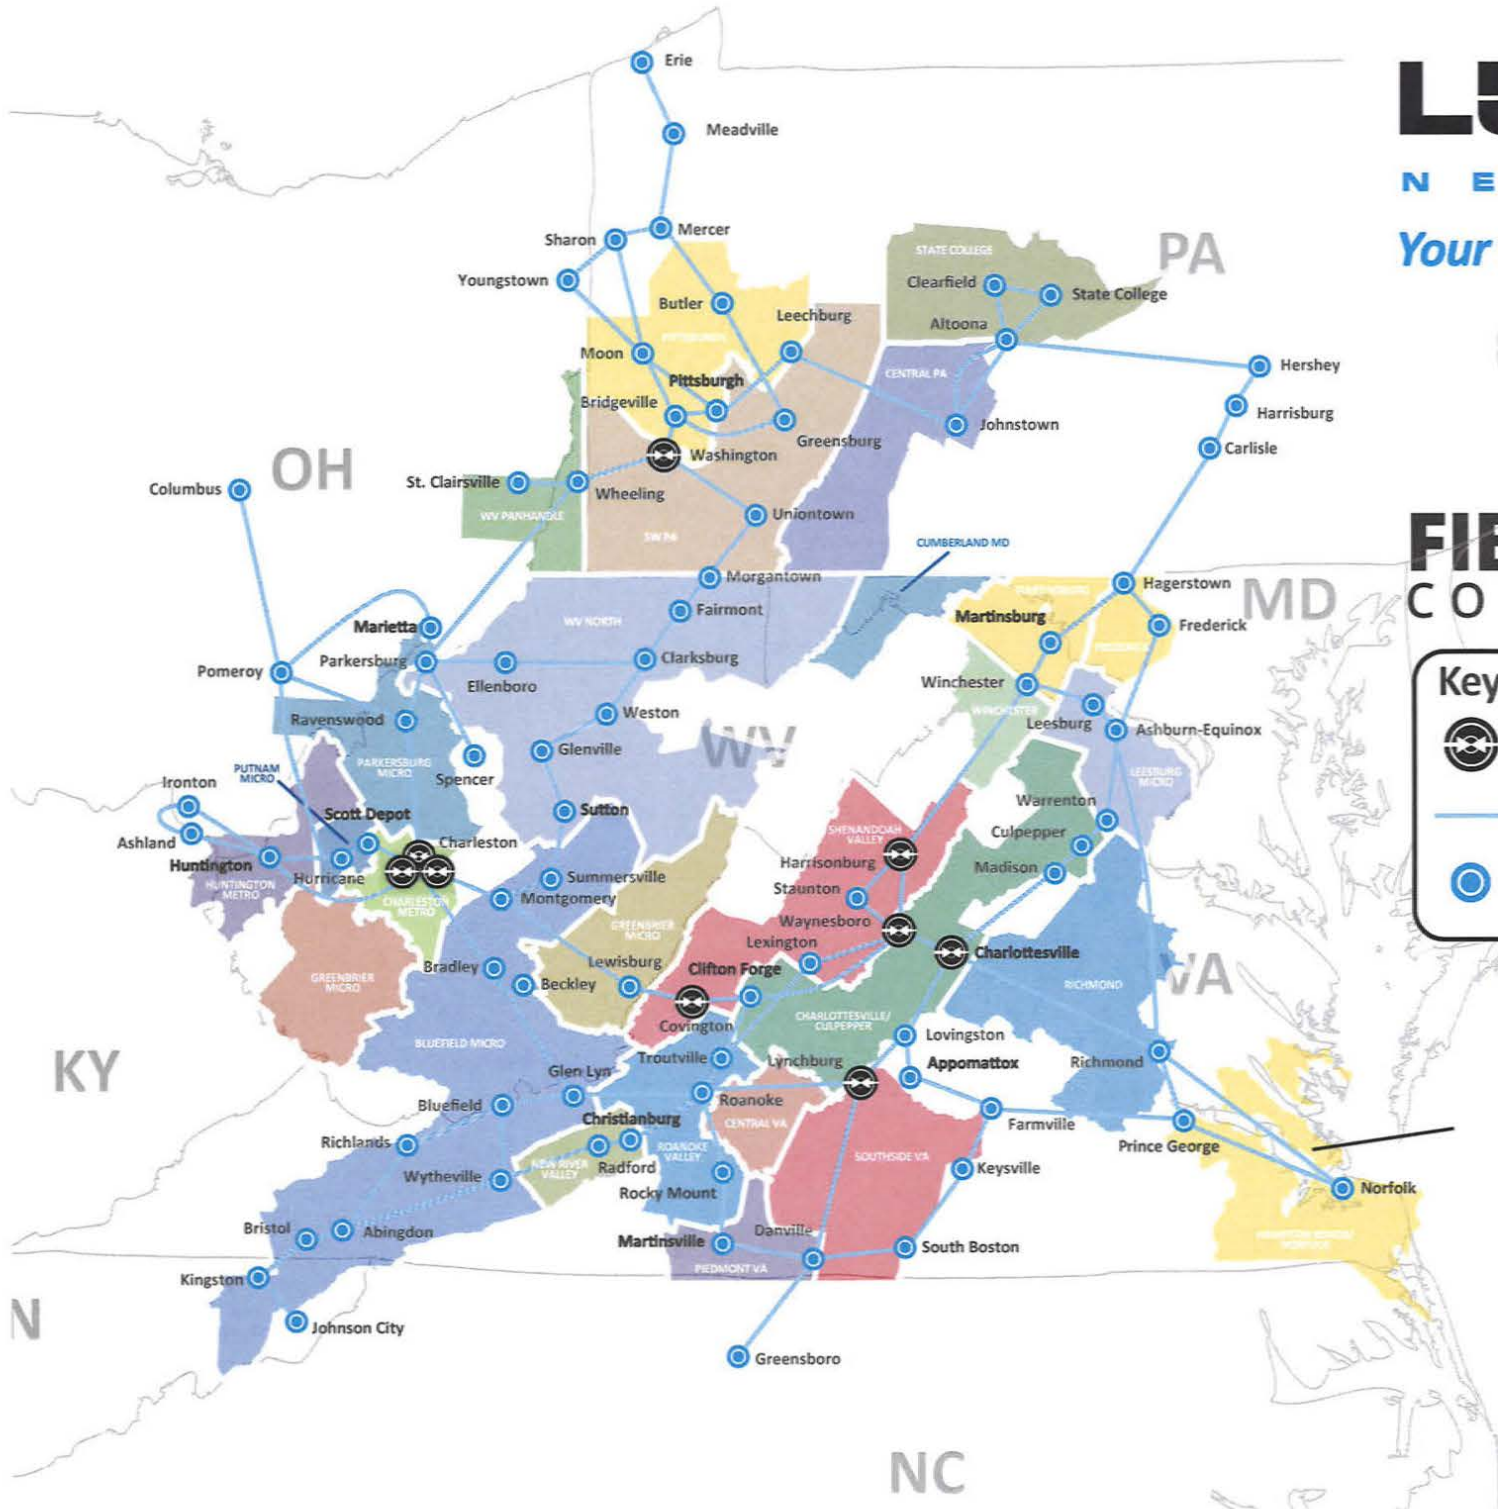 Erie
Meadville
Mercer
Sharon
Youngstown
Butler
Leechburg
Moon
Pittsburgh
Bridgeville
Greensburg
Washington
St. Clairsville
Wheeling
Uniontown
WV PANHANDLE
SW PA
STATE COLLEGE
Clearfield
State College
Altoona
CENTRAL PA
Johnstown
PA
Hershey
Harrisburg
Carlisle
L
N E
Your
FIE
C O
Key
OH
Columbus
CUMBERLAND MD
Morgantown
Fairmont
WV NORTH
Clarksburg
Hagerstown
MD
Martinsburg
Frederick
Marietta
Parkersburg
Pomeroy
Ellenboro
Winchester
WINCHESTER
Leesburg
Ashburn-Equinox
LEESBURG
MICRO
Ravenswood
Weston
Glenville
WV
PARKERSBURG
MICRO
Spencer
PUTNAM
MICRO
Ironton
Scott Depot
Sutton
Ashland
Charleston
Huntington
Hurricane
HUNTINGTON
METRO
CHARLESTON
METRO
Summersville
Montgomery
SHENANDOAH
VALLEY
Harrisonburg
Staunton
Waynesboro
Lexington
Warrenton
Culpepper
Madison
Charlottesville
GREENBRIER
MICRO
Lewisburg
Clifton Forge
Covington
GREENBRIER
MICRO
Bradley
Beckley
BLUEFIELD MICRO
CHARLOTTESVILLE/
CULPEPPER
RICHMOND
VA
Lovingston
Appomattox
Richmond
KY
Troutville
Lynchburg
Glen Lyn
Bluefield
Roanoke
CENTRAL VA
Christianburg
Radford
NEW RIVER
VALLEY
ROANOKE
VALLEY
Rocky Mount
Farmville
Prince George
SOUTHSIDE VA
Keysville
Norfolk
Richlands
Wytheville
Bristol
Abingdon
Martinsville
Danville
PIEDMONT VA
South Boston
Kingston
N
Johnson City
Greensboro
NC